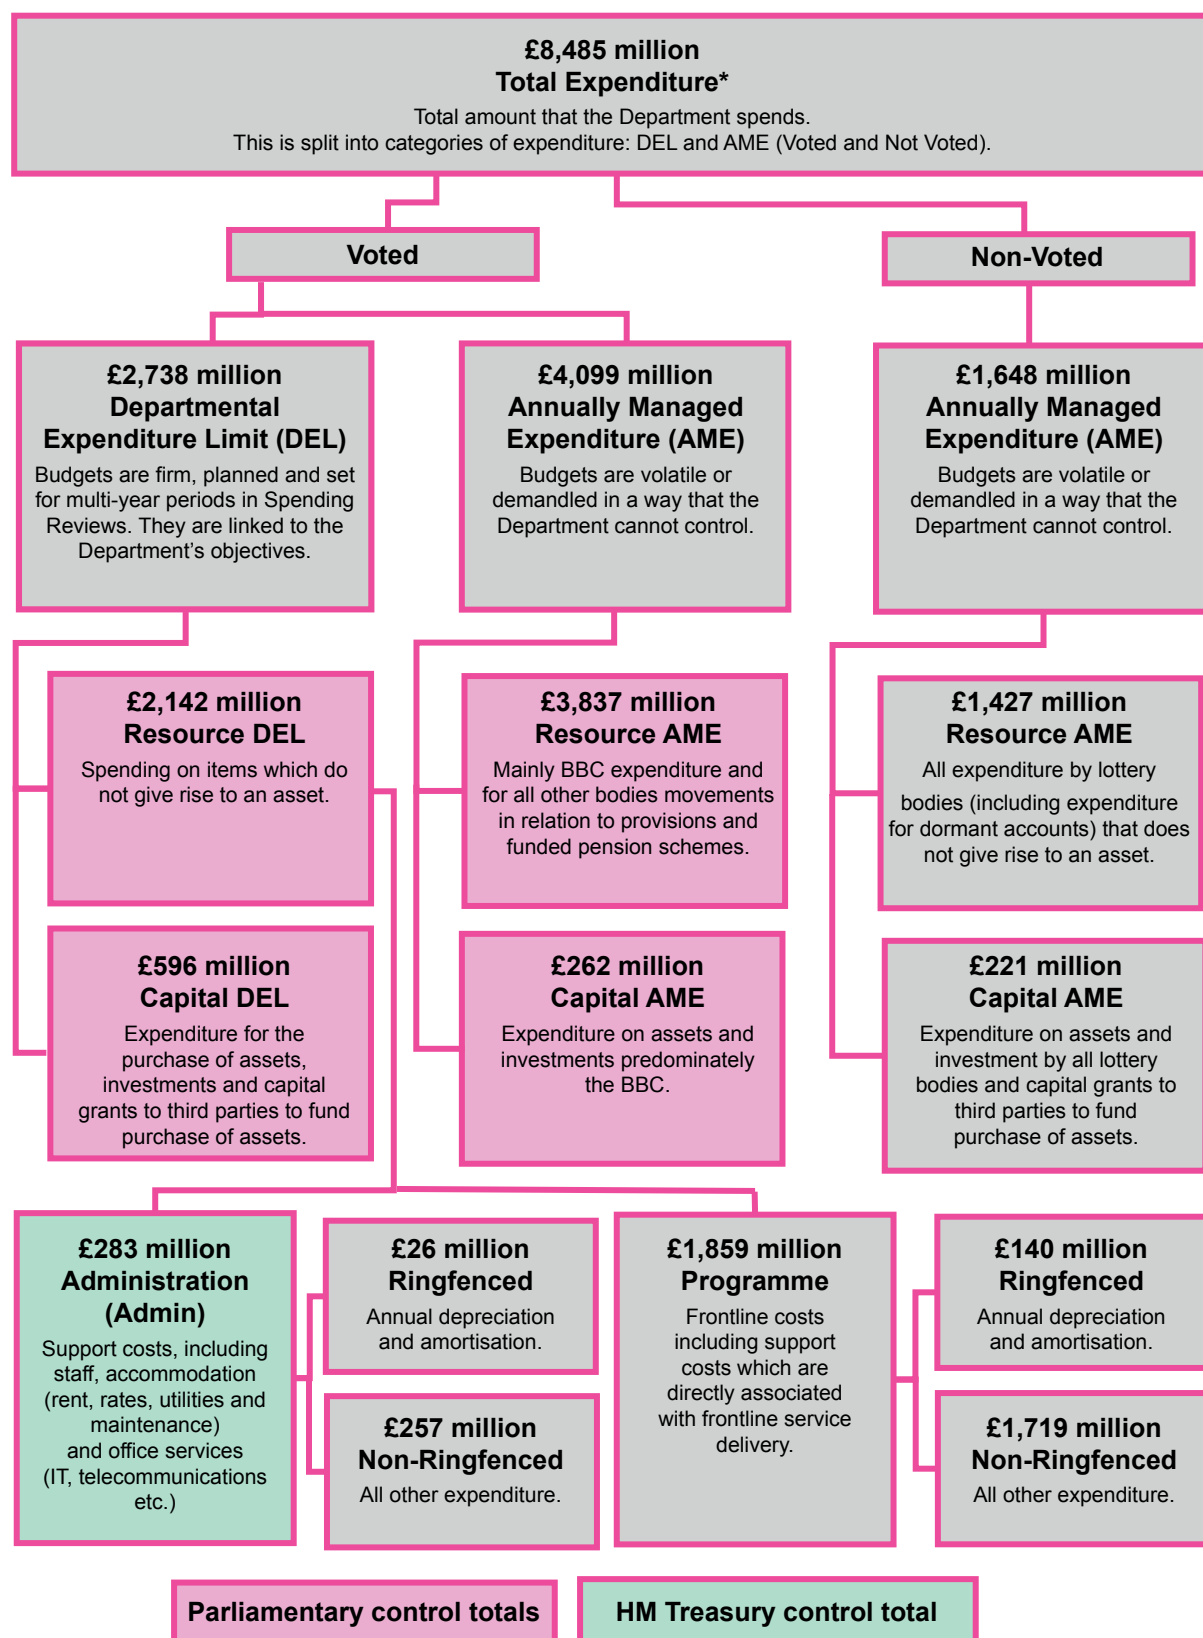 £8,485 million
Total Expenditure*
Total amount that the Department spends.
This is split into categories of expenditure: DEL and AME (Voted and Not Voted).
Voted
Non-Voted
£2,738 million
Departmental
Expenditure Limit (DEL)
Budgets are firm, planned and set
for multi-year periods in Spending
Reviews. They are linked to the
Department’s objectives.
£4,099 million
Annually Managed
Expenditure (AME)
Budgets are volatile or
demandled in a way that the
Department cannot control.
£1,648 million
Annually Managed
Expenditure (AME)
Budgets are volatile or
demandled in a way that the
Department cannot control.
£2,142 million
Resource DEL
Spending on items which do
not give rise to an asset.
£3,837 million
Resource AME
Mainly BBC expenditure and
for all other bodies movements
in relation to provisions and
funded pension schemes.
£1,427 million
Resource AME
All expenditure by lottery
bodies (including expenditure
for dormant accounts) that does
not give rise to an asset.
£596 million
Capital DEL
Expenditure for the
purchase of assets,
investments and capital
grants to third parties to fund
purchase of assets.
£262 million
Capital AME
Expenditure on assets and
investments predominately
the BBC.
£221 million
Capital AME
Expenditure on assets and
investment by all lottery
bodies and capital grants to
third parties to fund
purchase of assets.
£283 million
Administration
(Admin)
Support costs, including
staff, accommodation
(rent, rates, utilities and
maintenance)
and office services
(IT, telecommunications
etc.)
£26 million
Ringfenced
Annual depreciation
and amortisation.
£257 million
Non-Ringfenced
All other expenditure.
£1,859 million
Programme
Frontline costs
including support
costs which are
directly associated
with frontline service
delivery.
£140 million
Ringfenced
Annual depreciation
and amortisation.
£1,719 million
Non-Ringfenced
All other expenditure.
Parliamentary control totals
HM Treasury control total